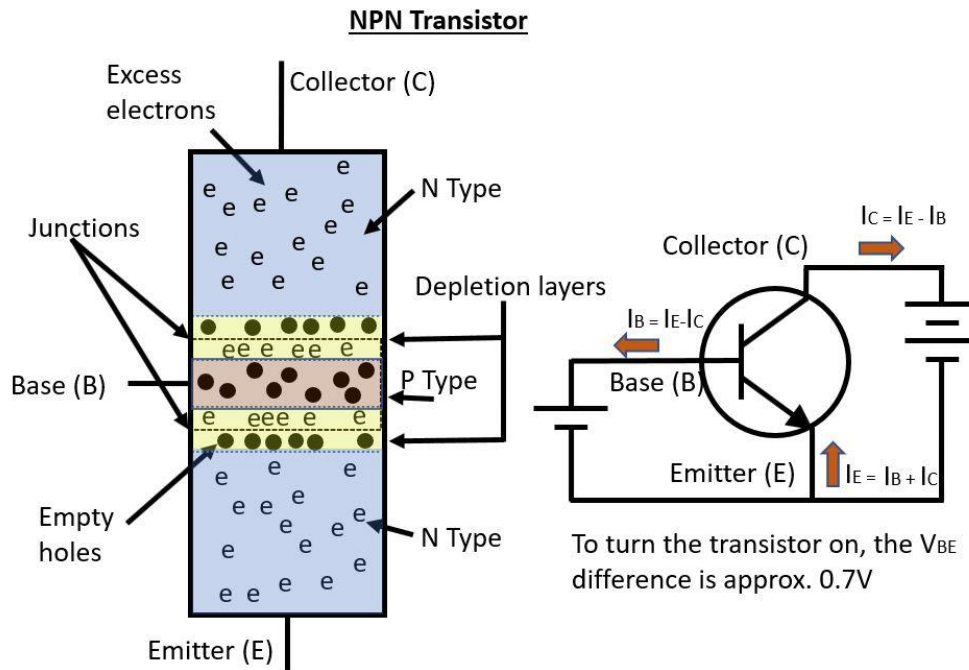 NPN Transistor
Excess
electrons
Collector (C)
N Type
Junctions
Depletion layers
Base (B)
P Type
Empty
holes
N Type
Emitter (E)
e e e e e e e e e e e e e e e e
e e e e e e e
e e e e e e
e e e e e e e e e e e e e e e e e e
IC = IE - IB
Collector (C)
IB = IE-IC
Base (B)
Emitter (E)
IE = IB + IC
To turn the transistor on, the VBE
difference is approx. 0.7V